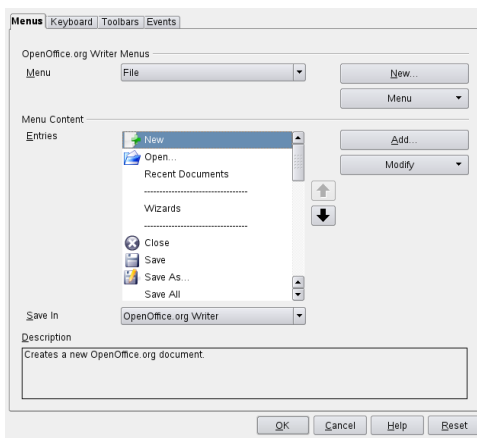 Menus Keyboard Toolbars Events
OpenOffice.org Writer Menus
Menu File New...
Menu
Menu Content
Entries New Add...
Open... Modify
Recent Documents
----------------------------------
Wizards
----------------------------------
Close
Save
Save As...
Save All
Save In OpenOffice.org Writer
Description
Creates a new OpenOffice.org document.
OK Cancel Help Reset